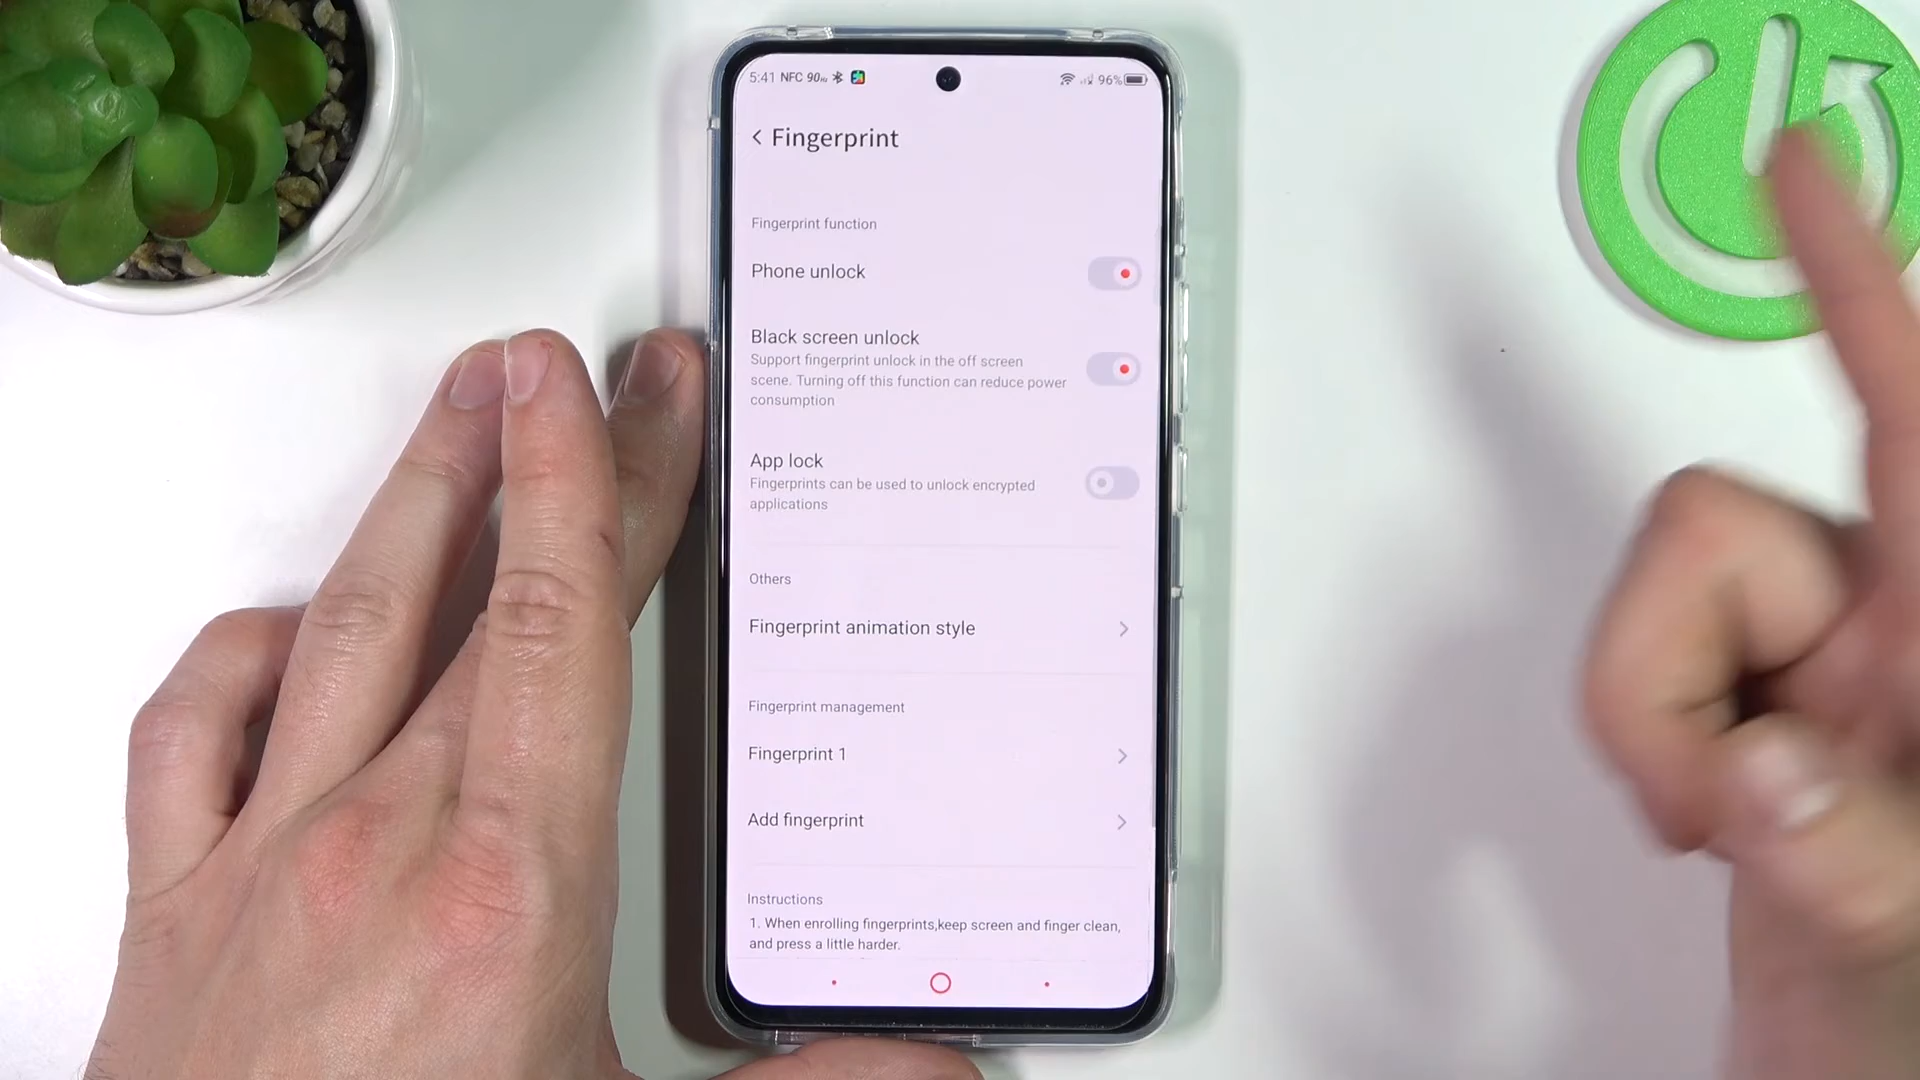 5:41 NFC 90Hz 96%
Fingerprint
Fingerprint function
Phone unlock
Black screen unlock
Support fingerprint unlock in the off screen
scene. Turning off this function can reduce power
consumption
App lock
Fingerprints can be used to unlock encrypted
applications
Others
Fingerprint animation style
Fingerprint management
Fingerprint 1
Add fingerprint
Instructions
1. When enrolling fingerprints,keep screen and finger clean,
and press a little harder.